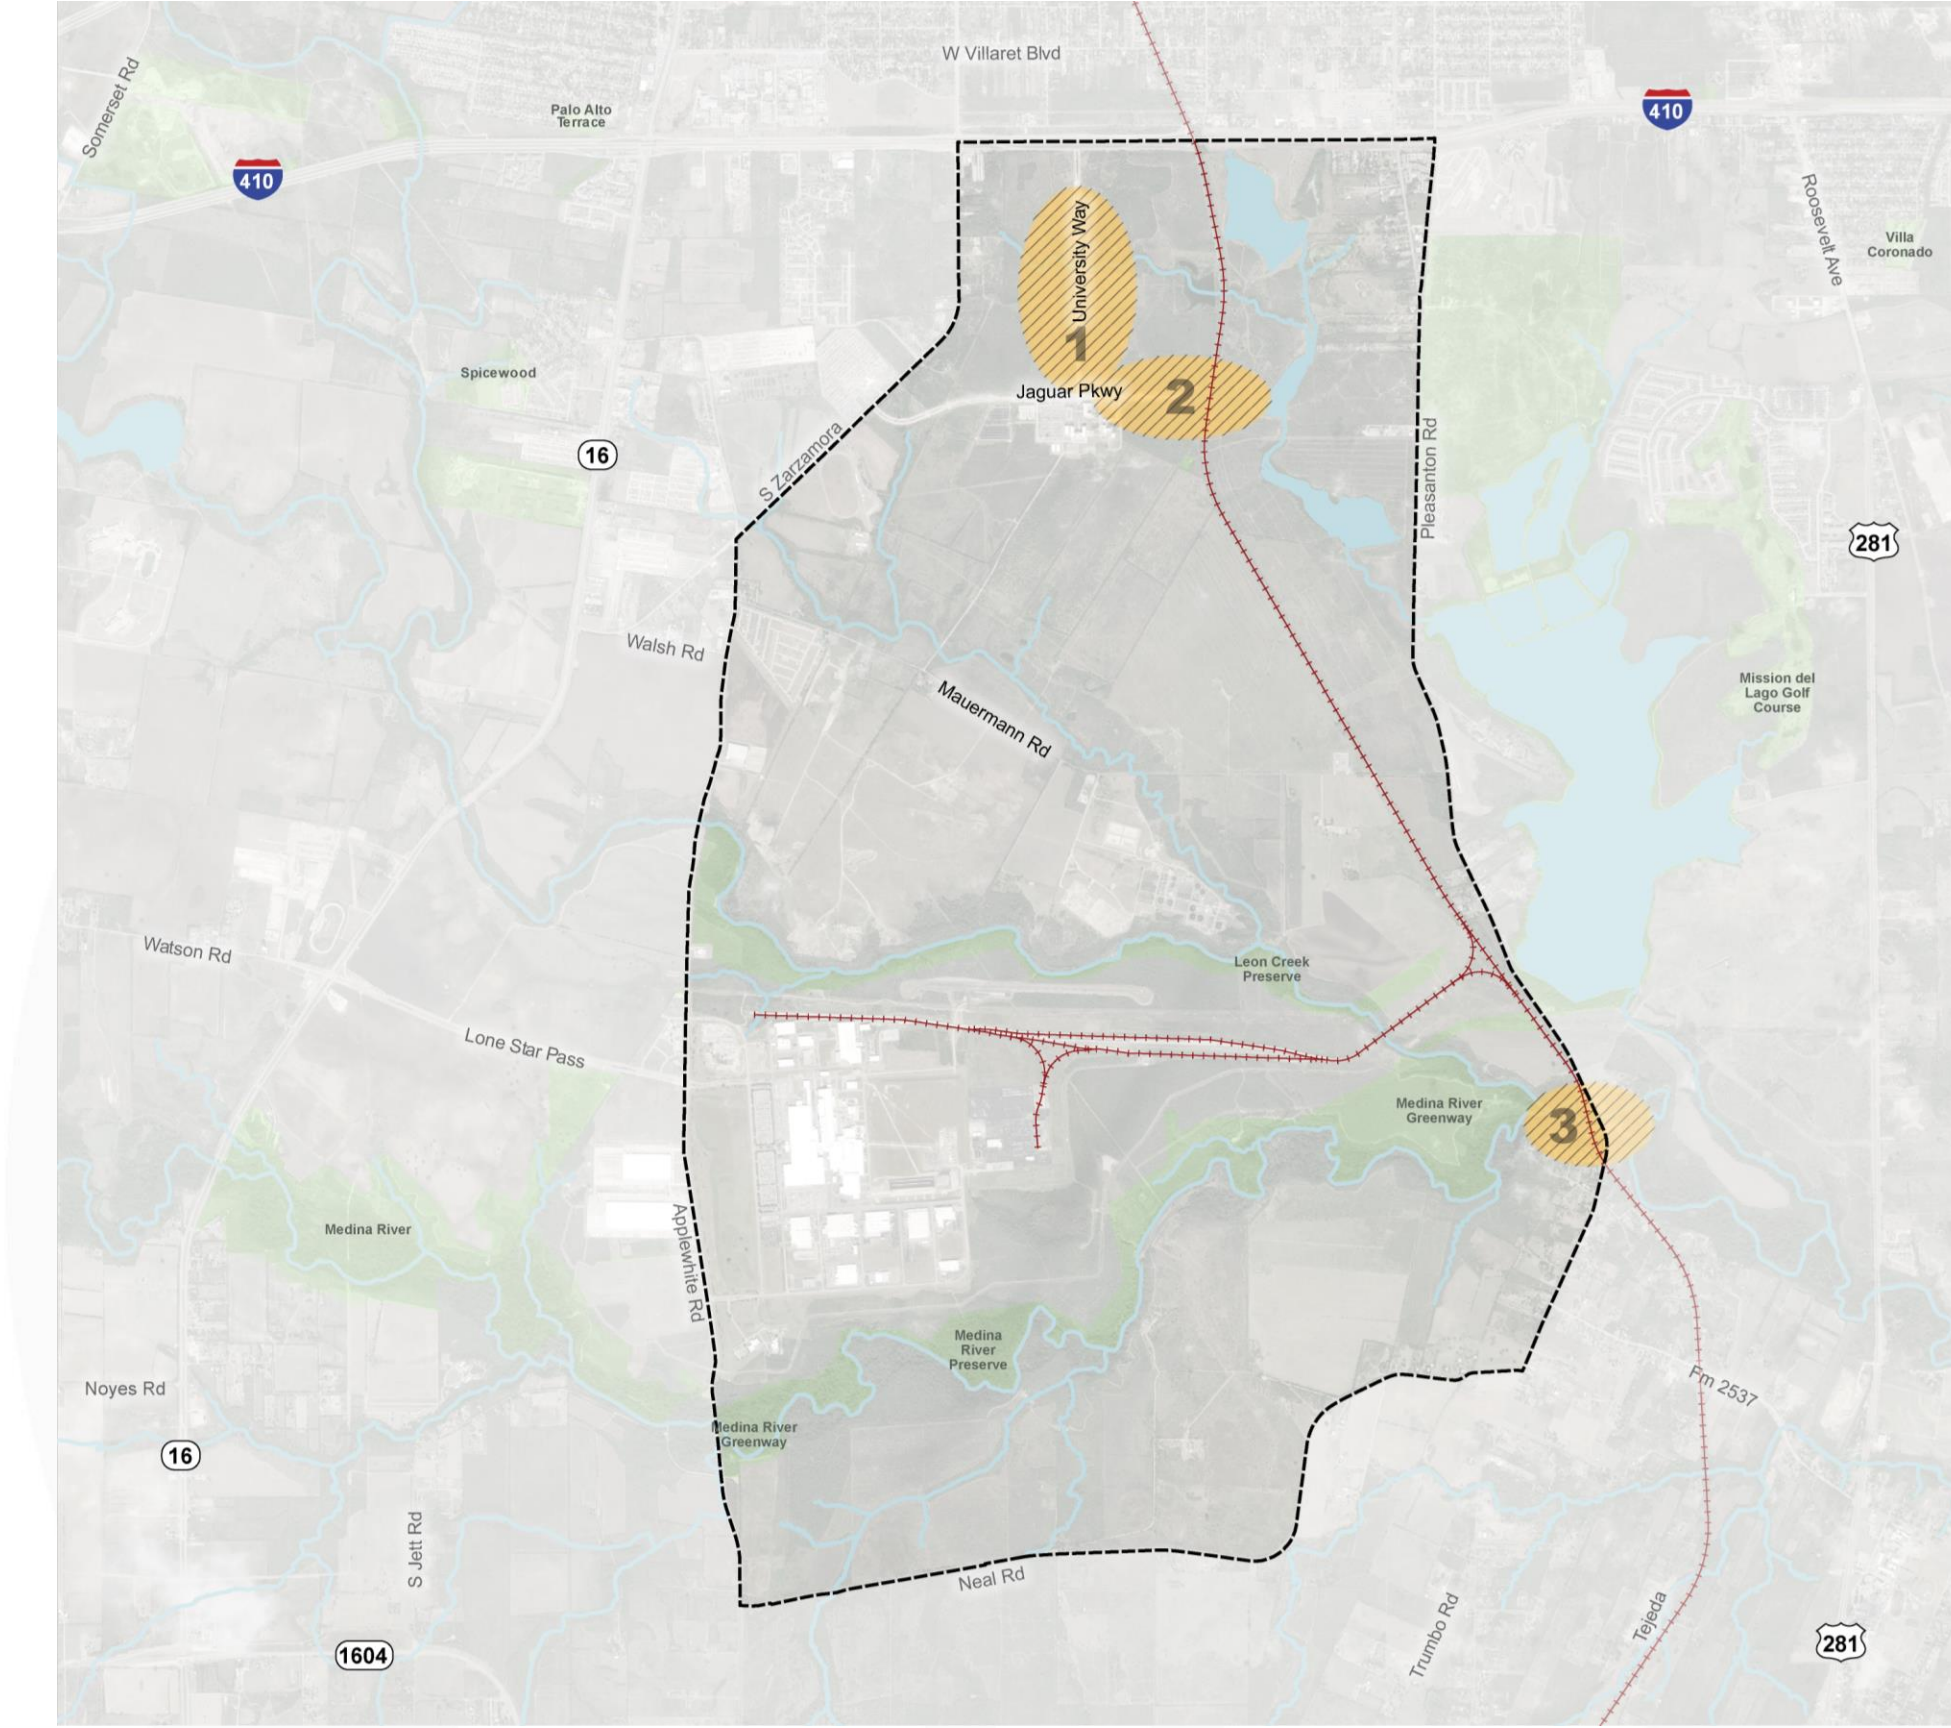 W Villaret Blvd
Somerset Rd
Palo Alto
Terrace
410
410
Roosevelt Ave
University Way
Villa
Coronado
1
Spicewood
Jaguar Pkwy
2
16
S Zarzamora
Pleasanton Rd
281
Walsh Rd
Mauermann Rd
Mission del
Lago Golf
Course
Watson Rd
Leon Creek
Preserve
Lone Star Pass
Medina River
Greenway
3
Medina River
Applewhite Rd
Medina
River
Preserve
Noyes Rd
Fm 2537
Medina River
Greenway
16
S Jett Rd
Neal Rd
Trumbo Rd
Tejeda
281
1604